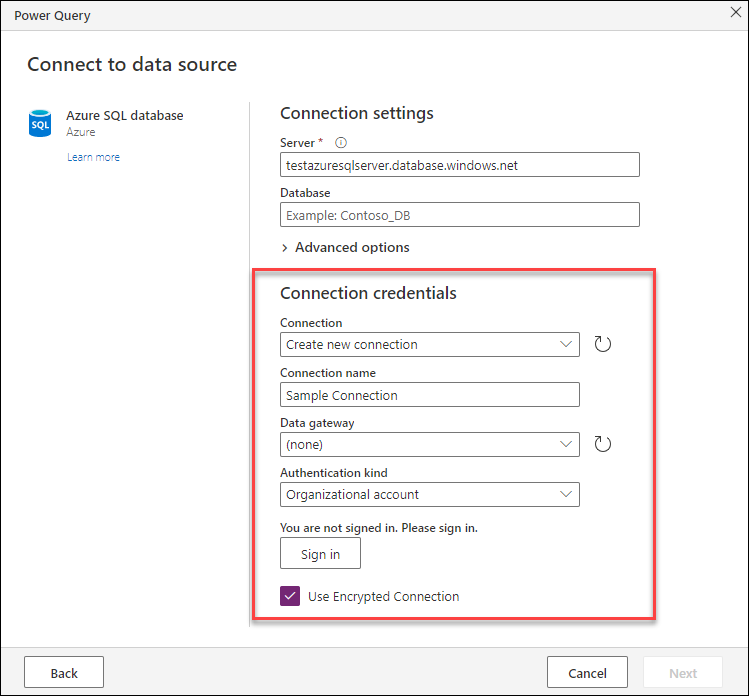 Power Query
Connect to data source
SQL
Azure SQL database
Azure
Learn more
Connection settings
Server *
testazuresqlserver.database.windows.net
Database
Example: Contoso_DB
Advanced options
Connection credentials
Connection
Create new connection
Connection name
Sample Connection
Data gateway
(none)
Authentication kind
Organizational account
You are not signed in. Please sign in.
Sign in
Use Encrypted Connection
Back
Cancel
Next